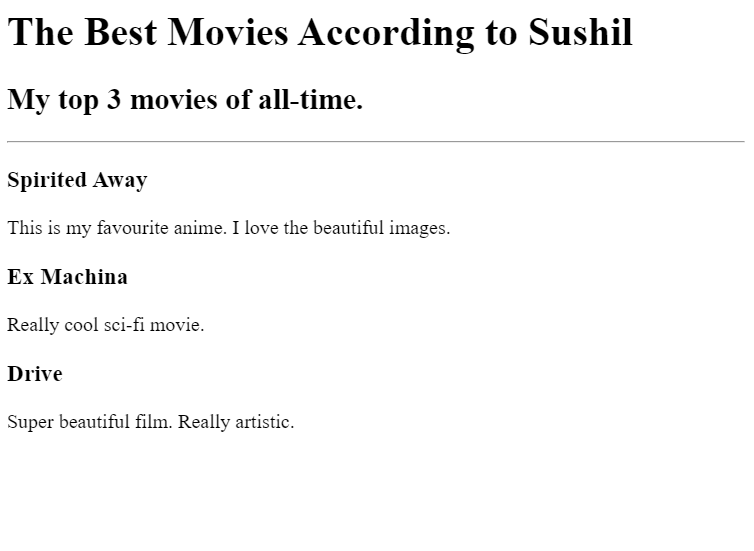 The Best Movies According to Sushil
My top 3 movies of all-time.
Spirited Away
This is my favourite anime. I love the beautiful images.
Ex Machina
Really cool sci-fi movie.
Drive
Super beautiful film. Really artistic.